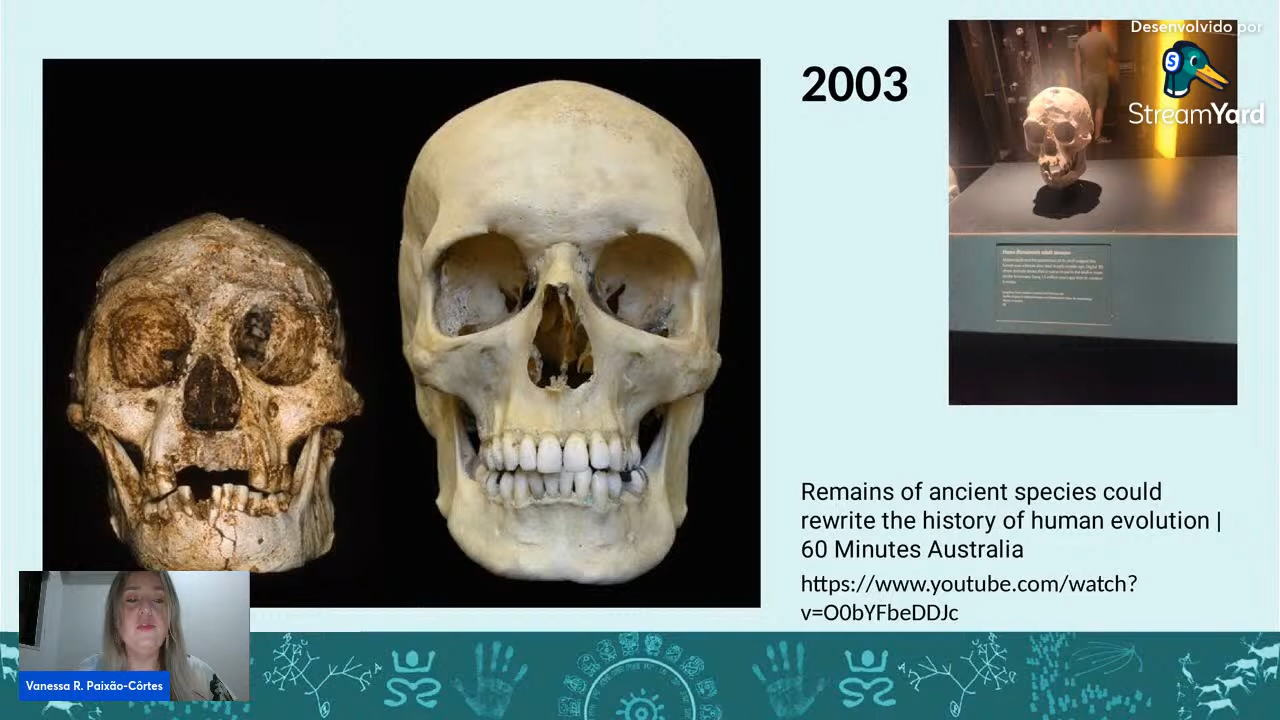 2003
Desenvolvido por
StreamYard
Remains of ancient species could
rewrite the history of human evolution |
60 Minutes Australia
https://www.youtube.com/watch?
v=O0bYFbeDDJc
Vanessa R. Paixão-Côrtes